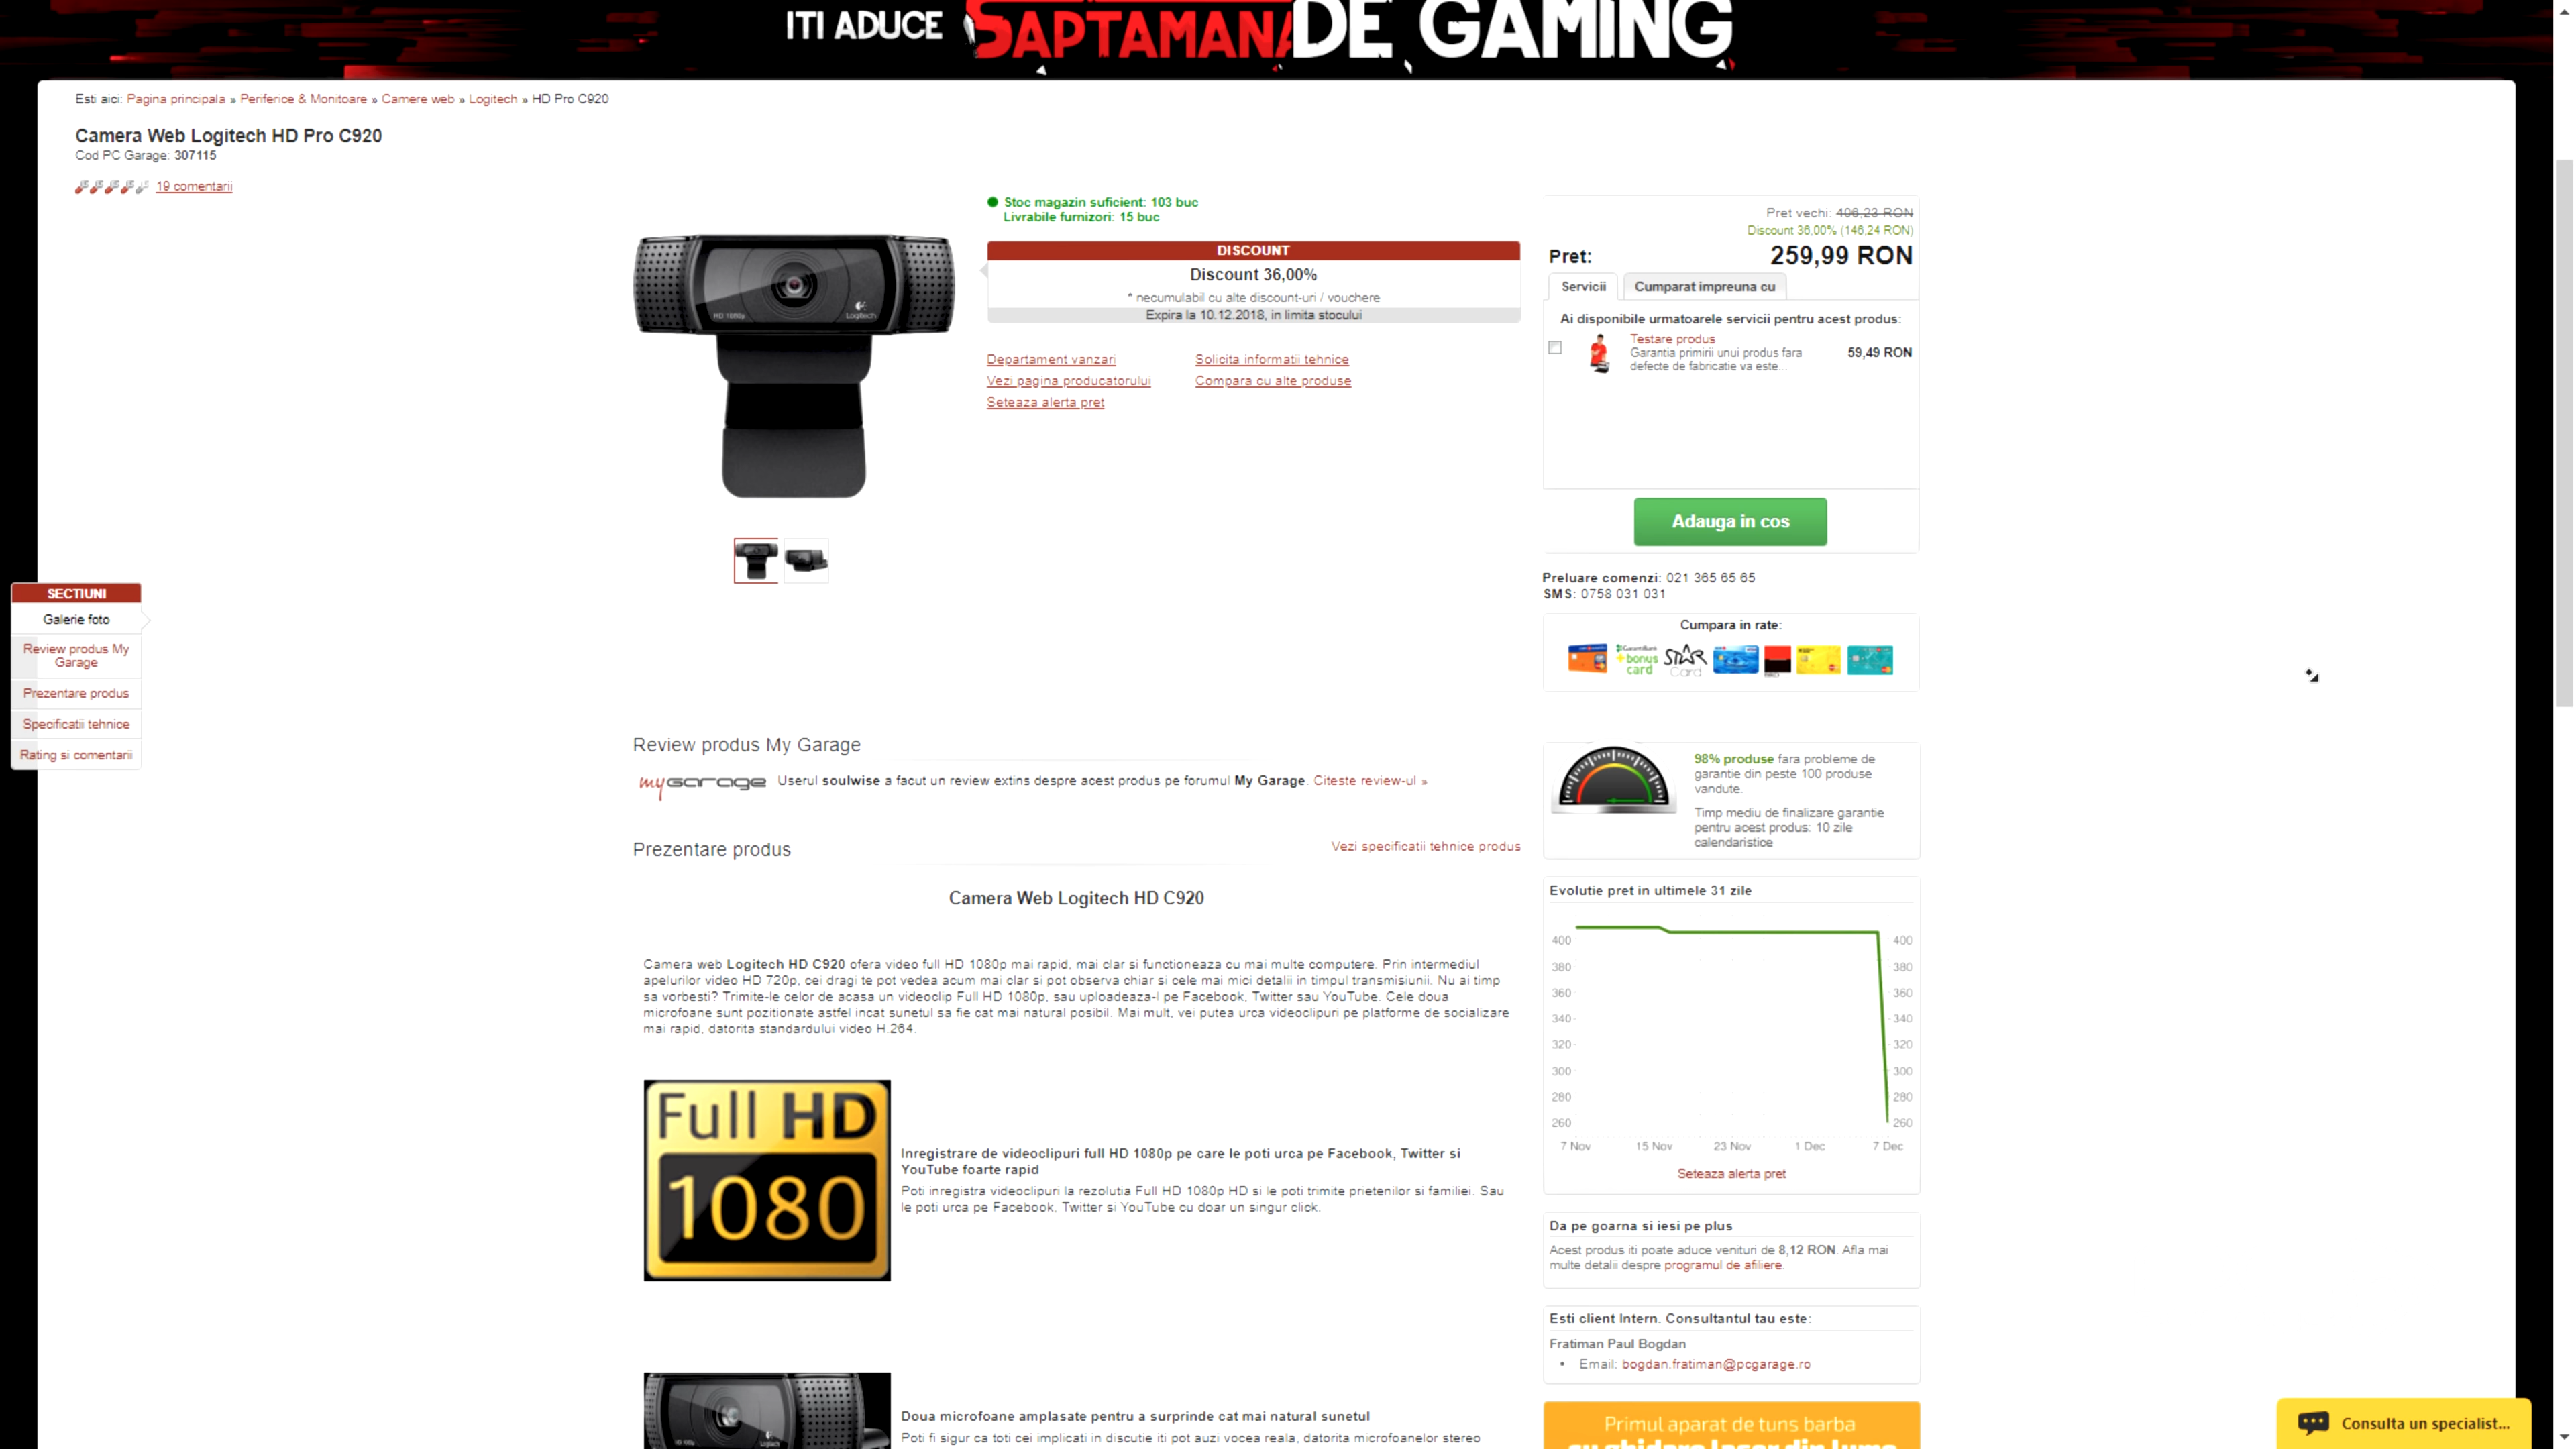 ITI ADUCE SAPTAMANA DE GAMING
Esti aici: Pagina principala » Periferice & Monitoare » Camere web » Logitech » HD Pro C920
Camera Web Logitech HD Pro C920
Cod PC Garage: 307115
19 comentarii
Stoc magazin suficient: 103 buc
Livrabile furnizori: 15 buc
DISCOUNT
Discount 36,00%
* necumulabil cu alte discount-uri / vouchere
Expira la 10.12.2018, in limita stocului
Departament vanzari
Solicita informatii tehnice
Vezi pagina producatorului
Compara cu alte produse
Seteaza alerta pret
HD 1080p
Logitech
Pret vechi: 406,23 RON
Discount 36,00% (146,24 RON)
Pret: 259,99 RON
Servicii
Cumparat impreuna cu
Ai disponibile urmatoarele servicii pentru acest produs:
Testare produs
Garantia primirii unui produs fara
defecte de fabricatie va este...
59,49 RON
Adauga in cos
Preluare comenzi: 021 365 65 65
SMS: 0758 031 031
Cumpara in rate:
GarantiBank
bonus
card
STAR
Card
SECTIUNI
Galerie foto
Review produs My
Garage
Prezentare produs
Specificatii tehnice
Rating si comentarii
Review produs My Garage
myGarage
Userul soulwise a facut un review extins despre acest produs pe forumul My Garage. Citeste review-ul »
Prezentare produs
Vezi specificatii tehnice produs
Camera Web Logitech HD C920
Camera web Logitech HD C920 ofera video full HD 1080p mai rapid, mai clar si functioneaza cu mai multe computere. Prin intermediul
apelurilor video HD 720p, cei dragi te pot vedea acum mai clar si pot observa chiar si cele mai mici detalii in timpul transmisiunii. Nu ai timp
sa vorbesti? Trimite-le celor de acasa un videoclip Full HD 1080p, sau uploadeaza-l pe Facebook, Twitter sau YouTube. Cele doua
microfoane sunt pozitionate astfel incat sunetul sa fie cat mai natural posibil. Mai mult, vei putea urca videoclipuri pe platforme de socializare
mai rapid, datorita standardului video H.264.
Full HD
1080
Inregistrare de videoclipuri full HD 1080p pe care le poti urca pe Facebook, Twitter si
YouTube foarte rapid
Poti inregistra videoclipuri la rezolutia Full HD 1080p HD si le poti trimite prietenilor si familiei. Sau
le poti urca pe Facebook, Twitter si YouTube cu doar un singur click.
Doua microfoane amplasate pentru a surprinde cat mai natural sunetul
Poti fi sigur ca toti cei implicati in discutie iti pot auzi vocea reala, datorita microfoanelor stereo
98% produse fara probleme de
garantie din peste 100 produse
vandute.
Timp mediu de finalizare garantie
pentru acest produs: 10 zile
calendaristice
Evolutie pret in ultimele 31 zile
400 400
380 380
360 360
340 340
320 320
300 300
280 280
260 260
7 Nov 15 Nov 23 Nov 1 Dec 7 Dec
Seteaza alerta pret
Da pe goarna si iesi pe plus
Acest produs iti poate aduce venituri de 8,12 RON. Afla mai
multe detalii despre programul de afiliere.
Esti client Intern. Consultantul tau este:
Fratiman Paul Bogdan
• Email: bogdan.fratiman@pcgarage.ro
Primul aparat de tuns barba
cu ghidare laser din lume
Consulta un specialist...